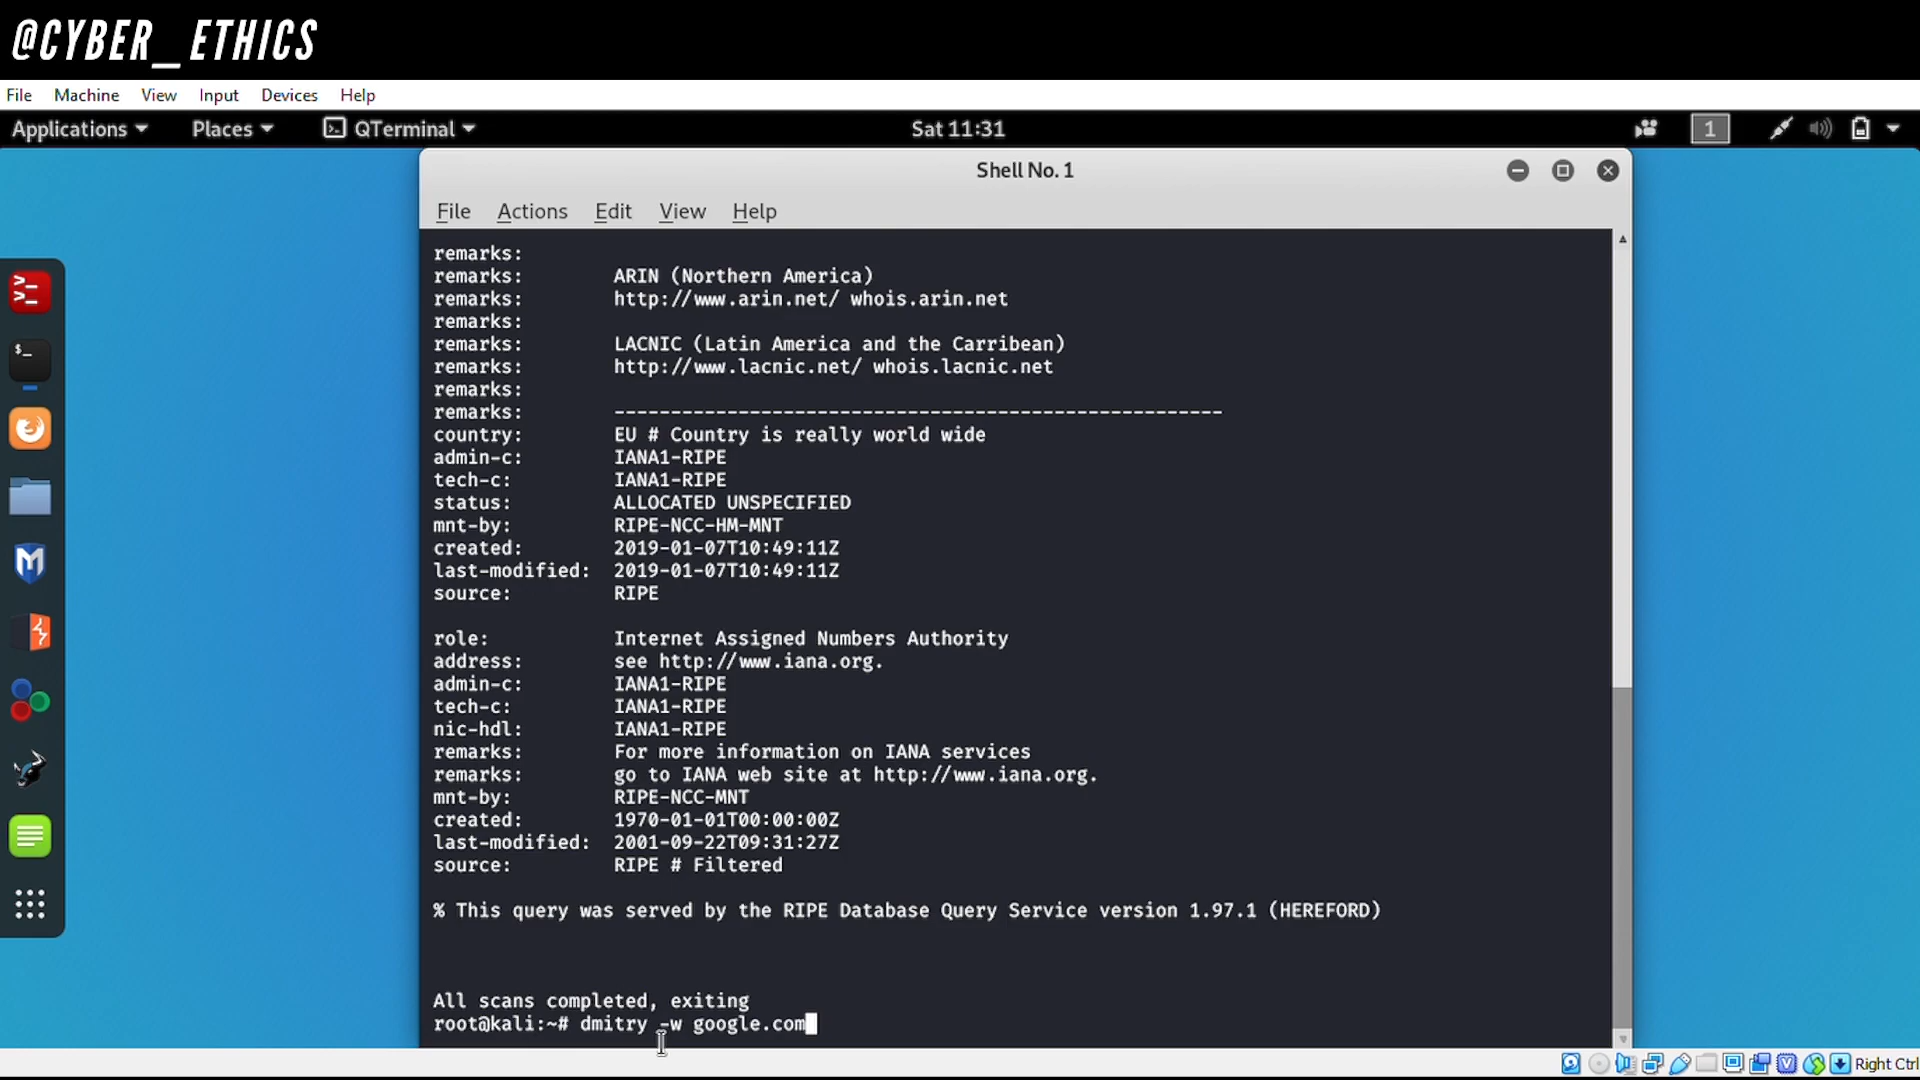 @CYBER_ETHICS
File Machine View Input Devices Help
Applications Places QTerminal Sat 11:31 1
Shell No. 1
File Actions Edit View Help
remarks:
remarks: ARIN (Northern America)
remarks: http://www.arin.net/ whois.arin.net
remarks:
remarks: LACNIC (Latin America and the Carribean)
remarks: http://www.lacnic.net/ whois.lacnic.net
remarks:
remarks: ------------------------------------------------------
country: EU # Country is really world wide
admin-c: IANA1-RIPE
tech-c: IANA1-RIPE
status: ALLOCATED UNSPECIFIED
mnt-by: RIPE-NCC-HM-MNT
created: 2019-01-07T10:49:11Z
last-modified: 2019-01-07T10:49:11Z
source: RIPE
role: Internet Assigned Numbers Authority
address: see http://www.iana.org.
admin-c: IANA1-RIPE
tech-c: IANA1-RIPE
nic-hdl: IANA1-RIPE
remarks: For more information on IANA services
remarks: go to IANA web site at http://www.iana.org.
mnt-by: RIPE-NCC-MNT
created: 1970-01-01T00:00:00Z
last-modified: 2001-09-22T09:31:27Z
source: RIPE # Filtered
% This query was served by the RIPE Database Query Service version 1.97.1 (HEREFORD)
All scans completed, exiting
root@kali:~# dmitry -w google.com
Right Ctrl